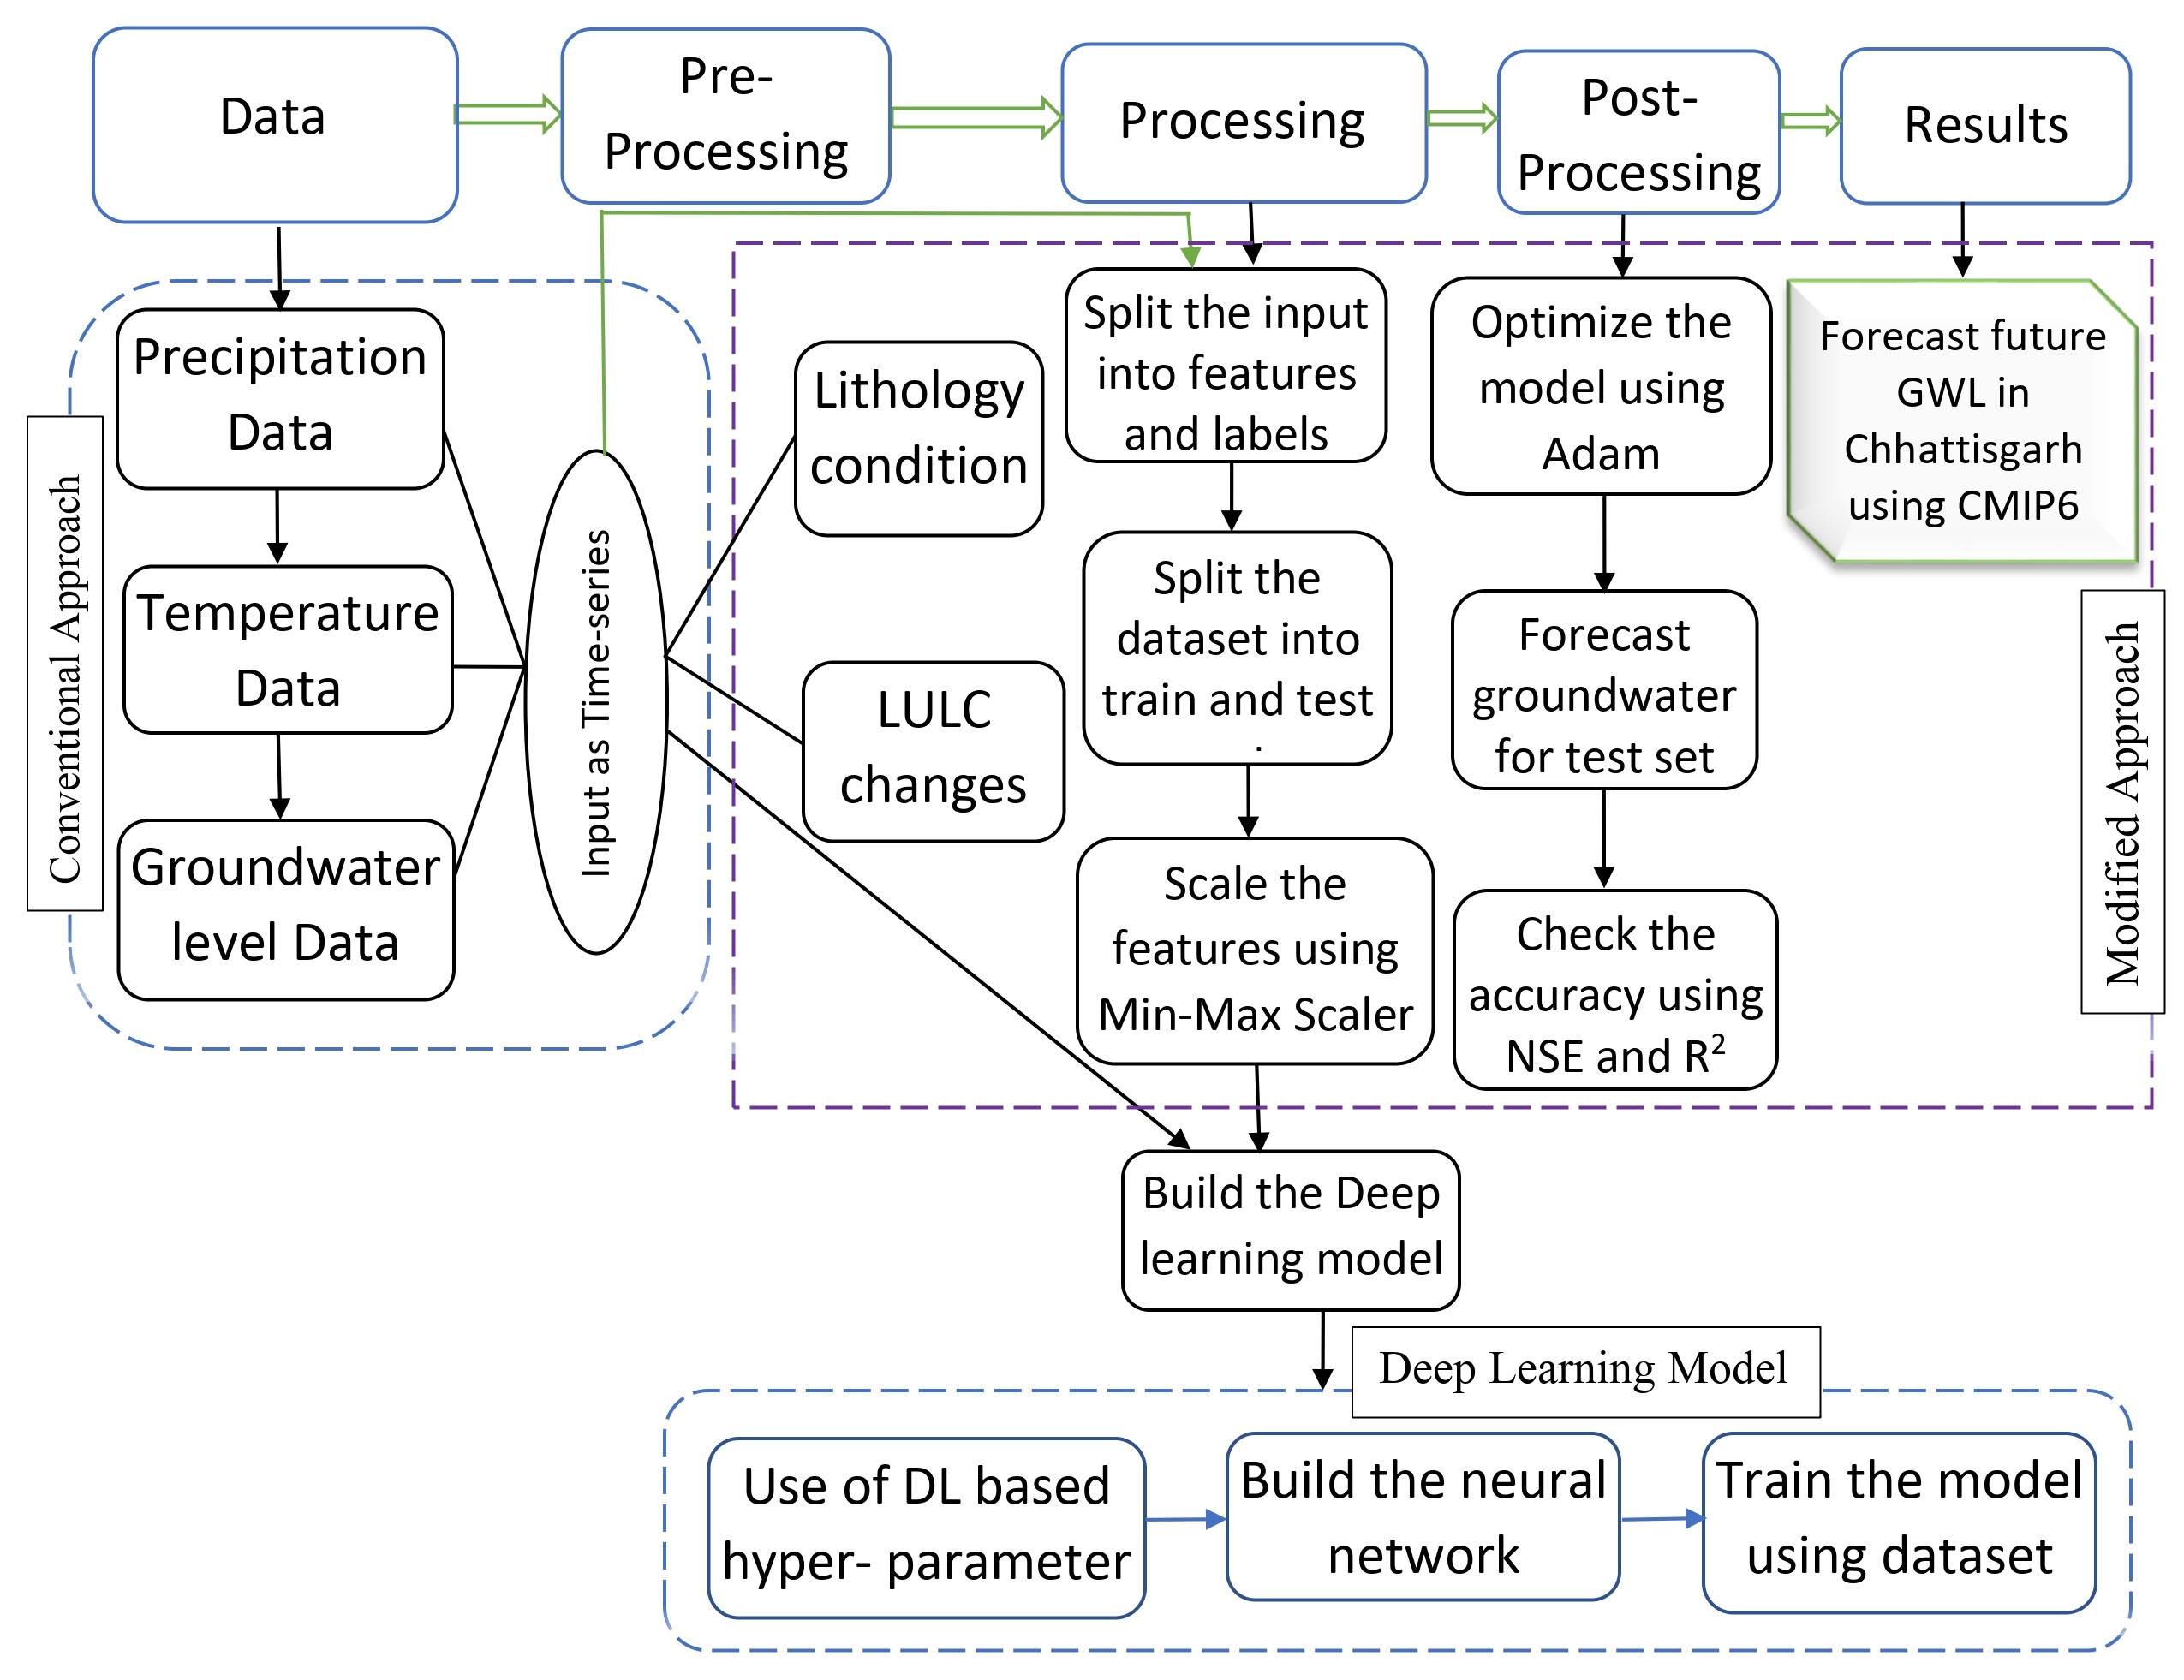 Data
Pre-
Processing
Processing
Post-
Processing
Results
Conventional Approach
Precipitation
Data
Temperature
Data
Groundwater
level Data
Input as Time-series
Lithology
condition
LULC
changes
Split the input
into features
and labels
Split the
dataset into
train and test
.
Scale the
features using
Min-Max Scaler
Optimize the
model using
Adam
Forecast
groundwater
for test set
Check the
accuracy using
NSE and R²
Forecast future
GWL in
Chhattisgarh
using CMIP6
Modified Approach
Build the Deep
learning model
Deep Learning Model
Use of DL based
hyper- parameter
Build the neural
network
Train the model
using dataset